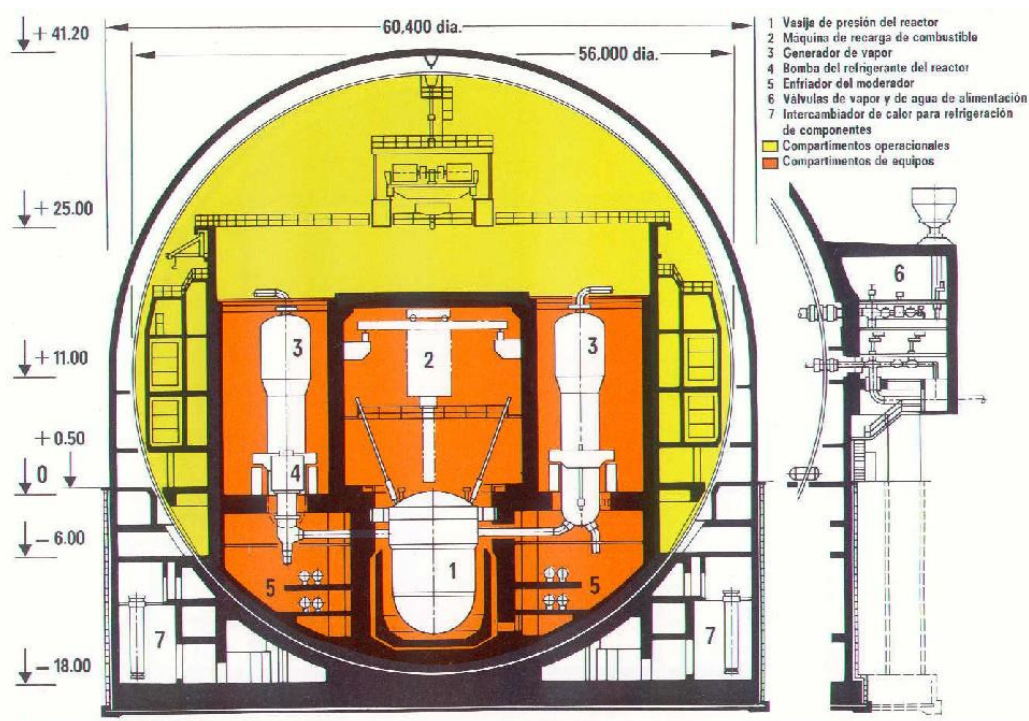 60.400 dia.
56.000 dia.
+ 41.20
+ 25.00
+ 11.00
+ 0.50
0
− 6.00
− 18.00
1 Vasija de presión del reactor
2 Máquina de recarga de combustible
3 Generador de vapor
4 Bomba del refrigerante del reactor
5 Enfriador del moderador
6 Válvulas de vapor y de agua de alimentación
7 Intercambiador de calor para refrigeración
de componentes
Compartimentos operacionales
Compartimentos de equipos
3
2
3
4
1
5
5
7
7
6